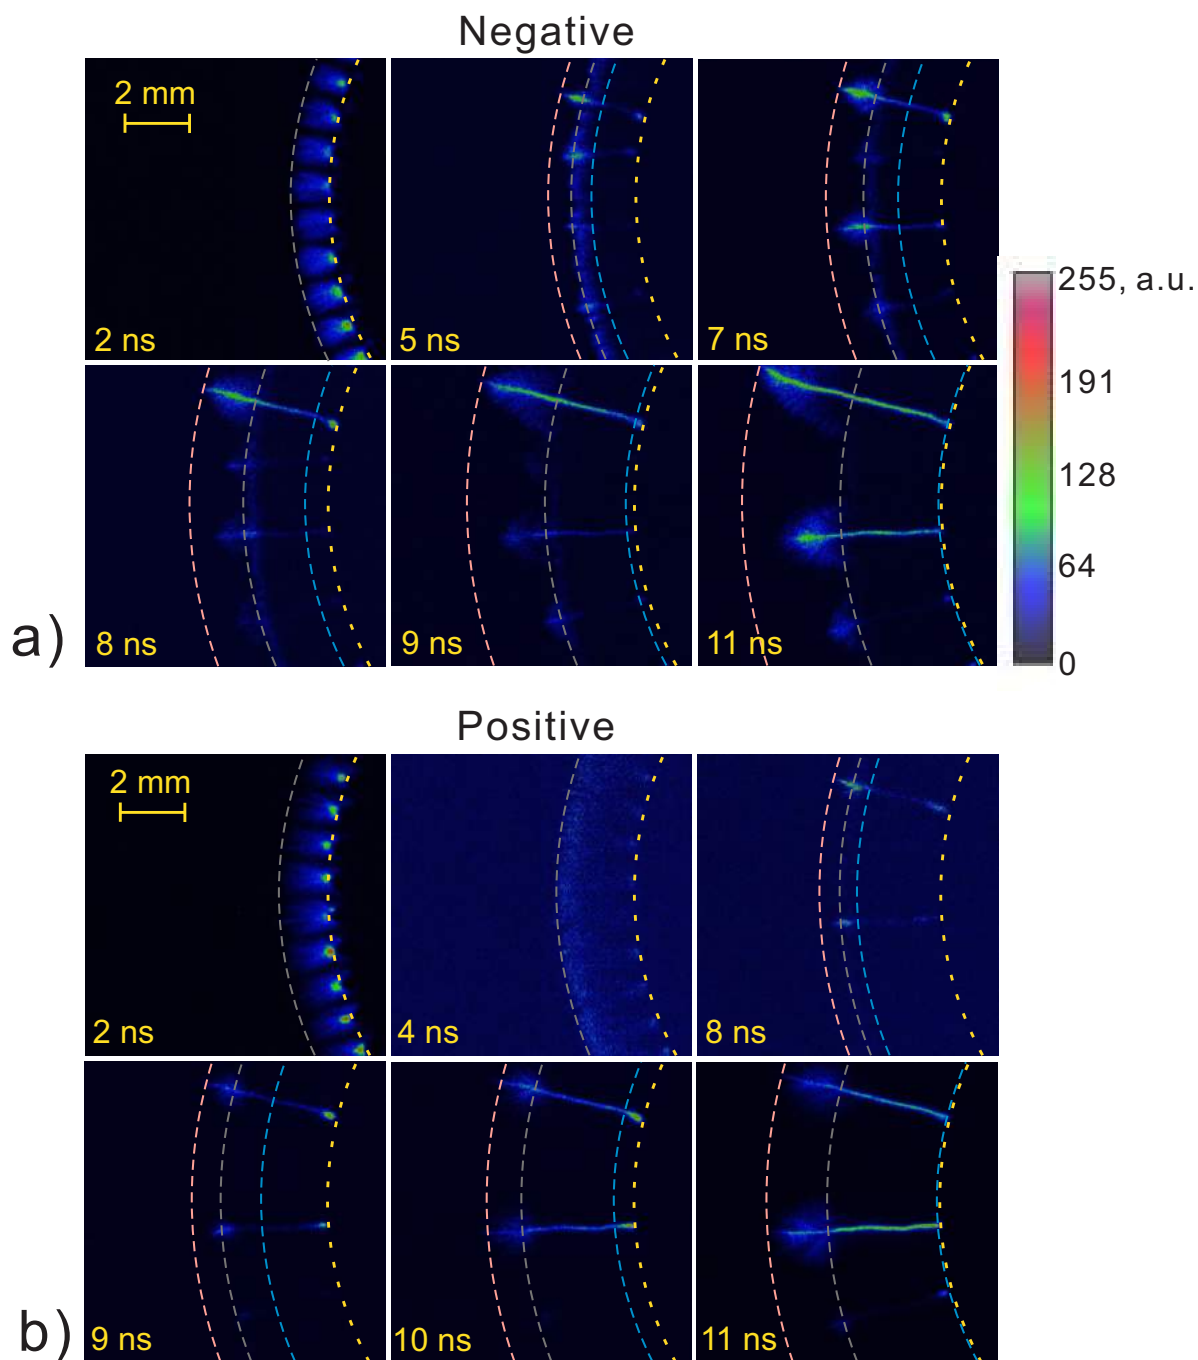 Negative
2 mm
2 ns
5 ns
7 ns
255, a.u.
191
128
64
0
8 ns
9 ns
11 ns
a)
Positive
2 mm
2 ns
4 ns
8 ns
9 ns
10 ns
11 ns
b)